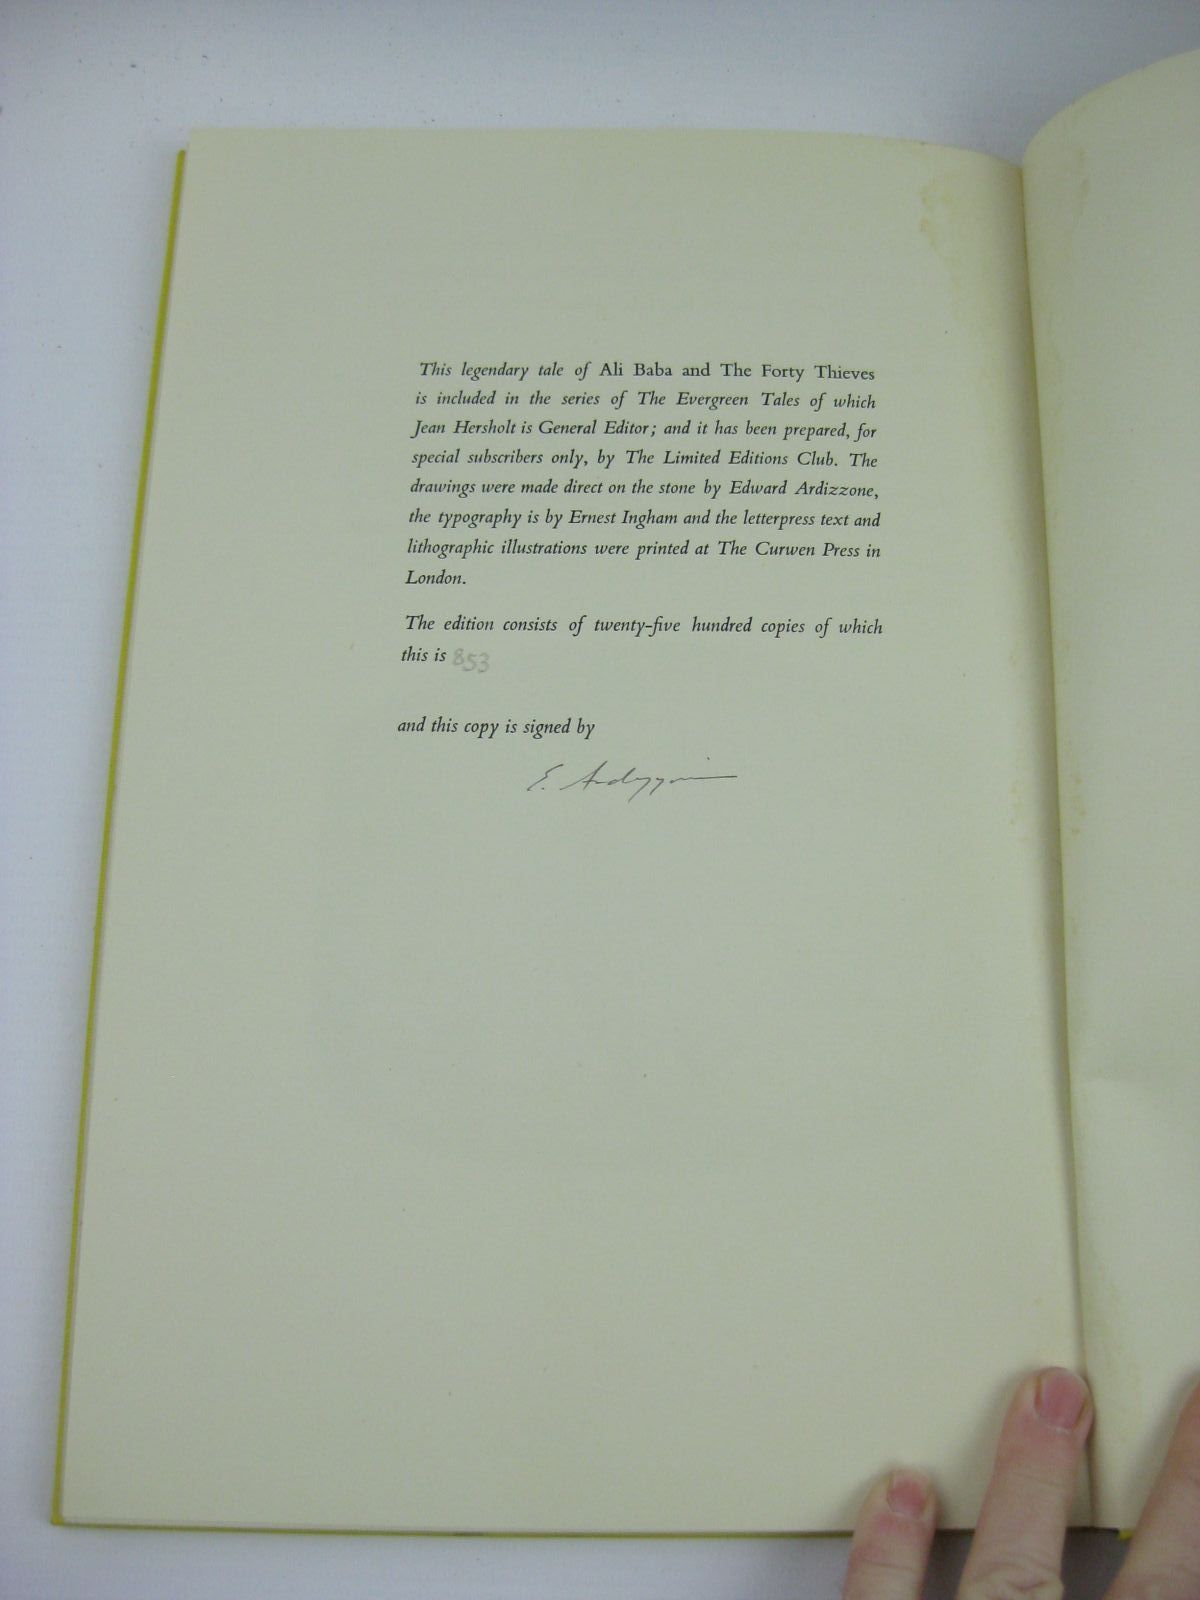 This legendary tale of Ali Baba and The Forty Thieves
is included in the series of The Evergreen Tales of which
Jean Hersholt is General Editor; and it has been prepared, for
special subscribers only, by The Limited Editions Club. The
drawings were made direct on the stone by Edward Ardizzone,
the typography is by Ernest Ingham and the letterpress text and
lithographic illustrations were printed at The Curwen Press in
London.
The edition consists of twenty-five hundred copies of which
this is 853
and this copy is signed by
E. Ardizzone